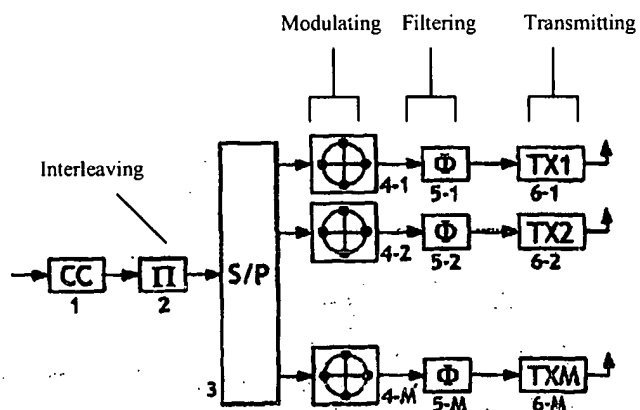 Modulating Filtering Transmitting
Interleaving
Φ TX1
4-1 5-1 6-1
Φ TX2
4-2 5-2 6-2
CC Π S/P
1 2
3
Φ TXM
4-M 5-M 6-M